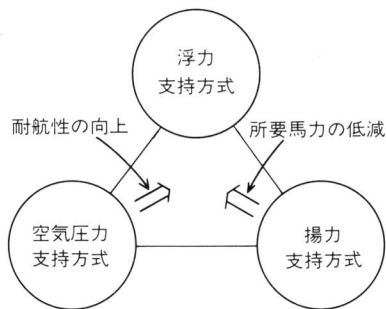 浮力
支持方式
耐航性の向上
所要馬力の低減
空気圧力
支持方式
揚力
支持方式